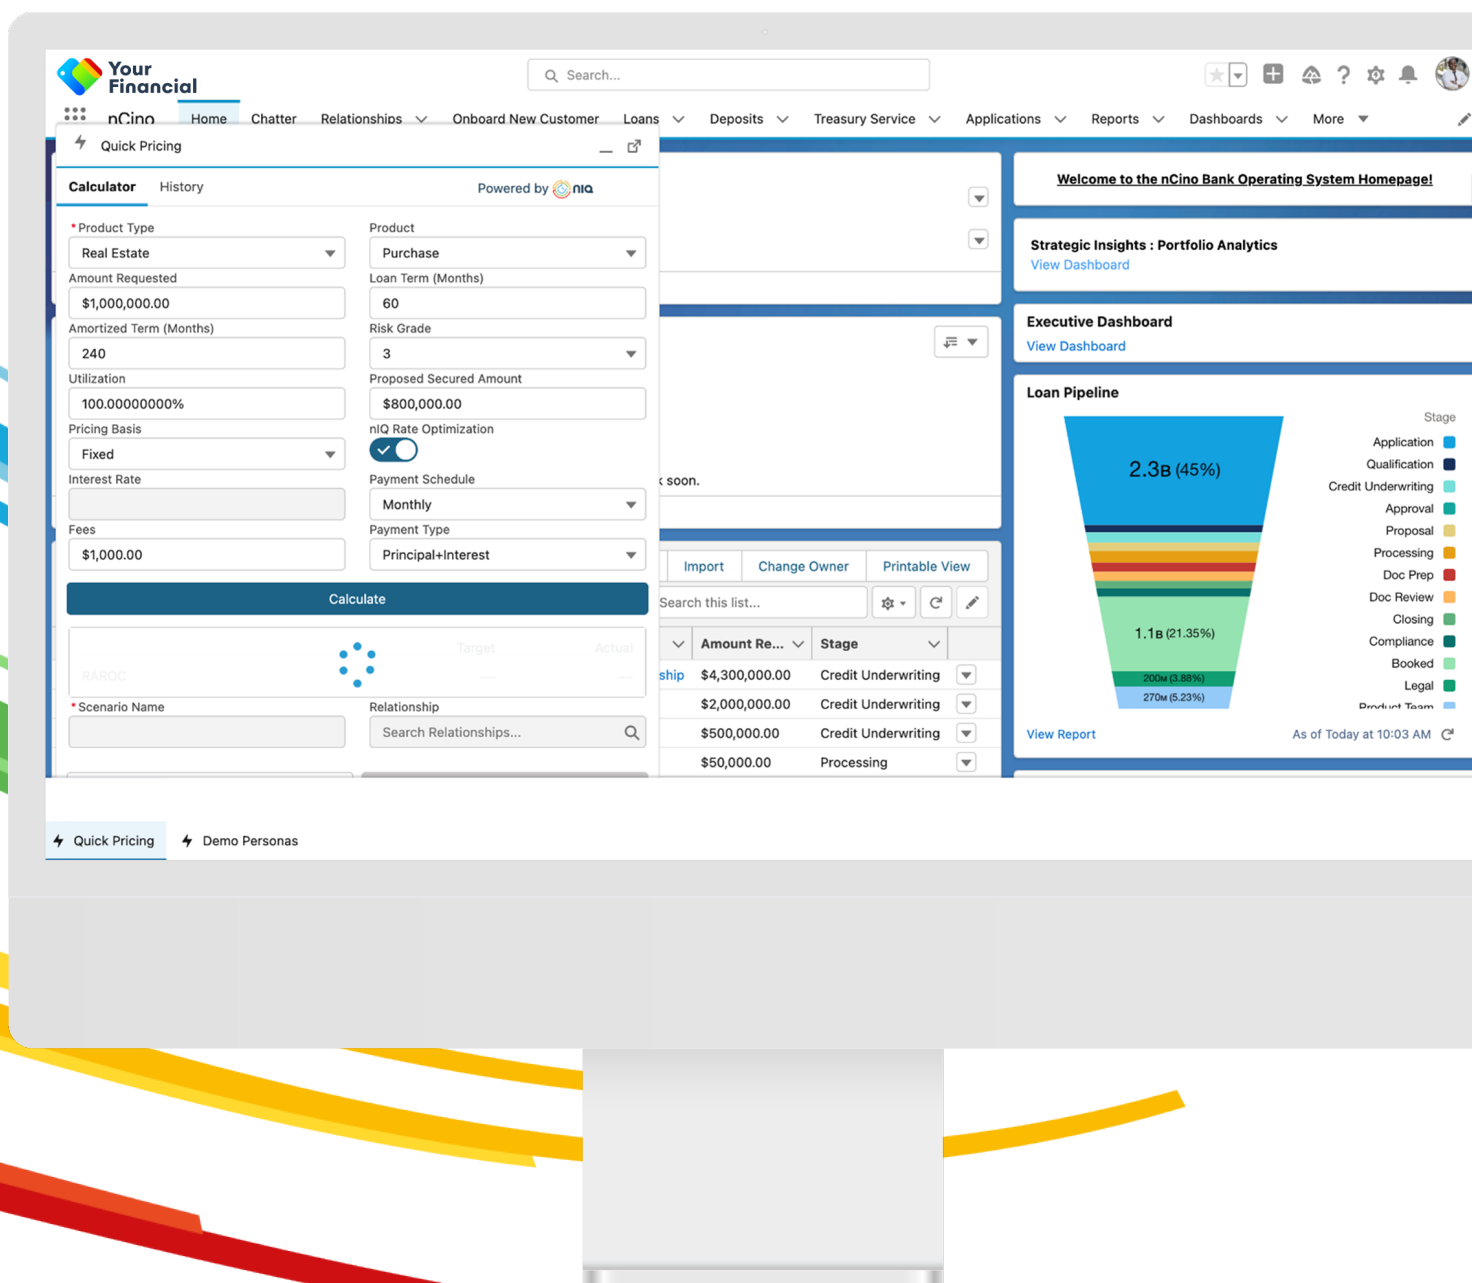 Your
Financial
Search...
nCino
Home
Chatter
Relationships
Onboard New Customer
Loans
Deposits
Treasury Service
Applications
Reports
Dashboards
More
Quick Pricing
Calculator
History
Powered by nIQ
*Product Type
Product
Real Estate
Purchase
Amount Requested
Loan Term (Months)
$1,000,000.00
60
Amortized Term (Months)
Risk Grade
240
3
Utilization
Proposed Secured Amount
100.00000000%
$800,000.00
Pricing Basis
nIQ Rate Optimization
Fixed
Interest Rate
Payment Schedule
Monthly
Fees
Payment Type
$1,000.00
Principal+Interest
Calculate
Target
Actual
RAROC
*Scenario Name
Relationship
Search Relationships...
soon.
Import
Change Owner
Printable View
Search this list...
Amount Re...
Stage
ship
$4,300,000.00
Credit Underwriting
$2,000,000.00
Credit Underwriting
$500,000.00
Credit Underwriting
$50,000.00
Processing
Welcome to the nCino Bank Operating System Homepage!
Strategic Insights : Portfolio Analytics
View Dashboard
Executive Dashboard
View Dashboard
Loan Pipeline
2.3B (45%)
1.1B (21.35%)
200M (3.88%)
270M (5.23%)
Stage
Application
Qualification
Credit Underwriting
Approval
Proposal
Processing
Doc Prep
Doc Review
Closing
Compliance
Booked
Legal
Product Team
View Report
As of Today at 10:03 AM
Quick Pricing
Demo Personas